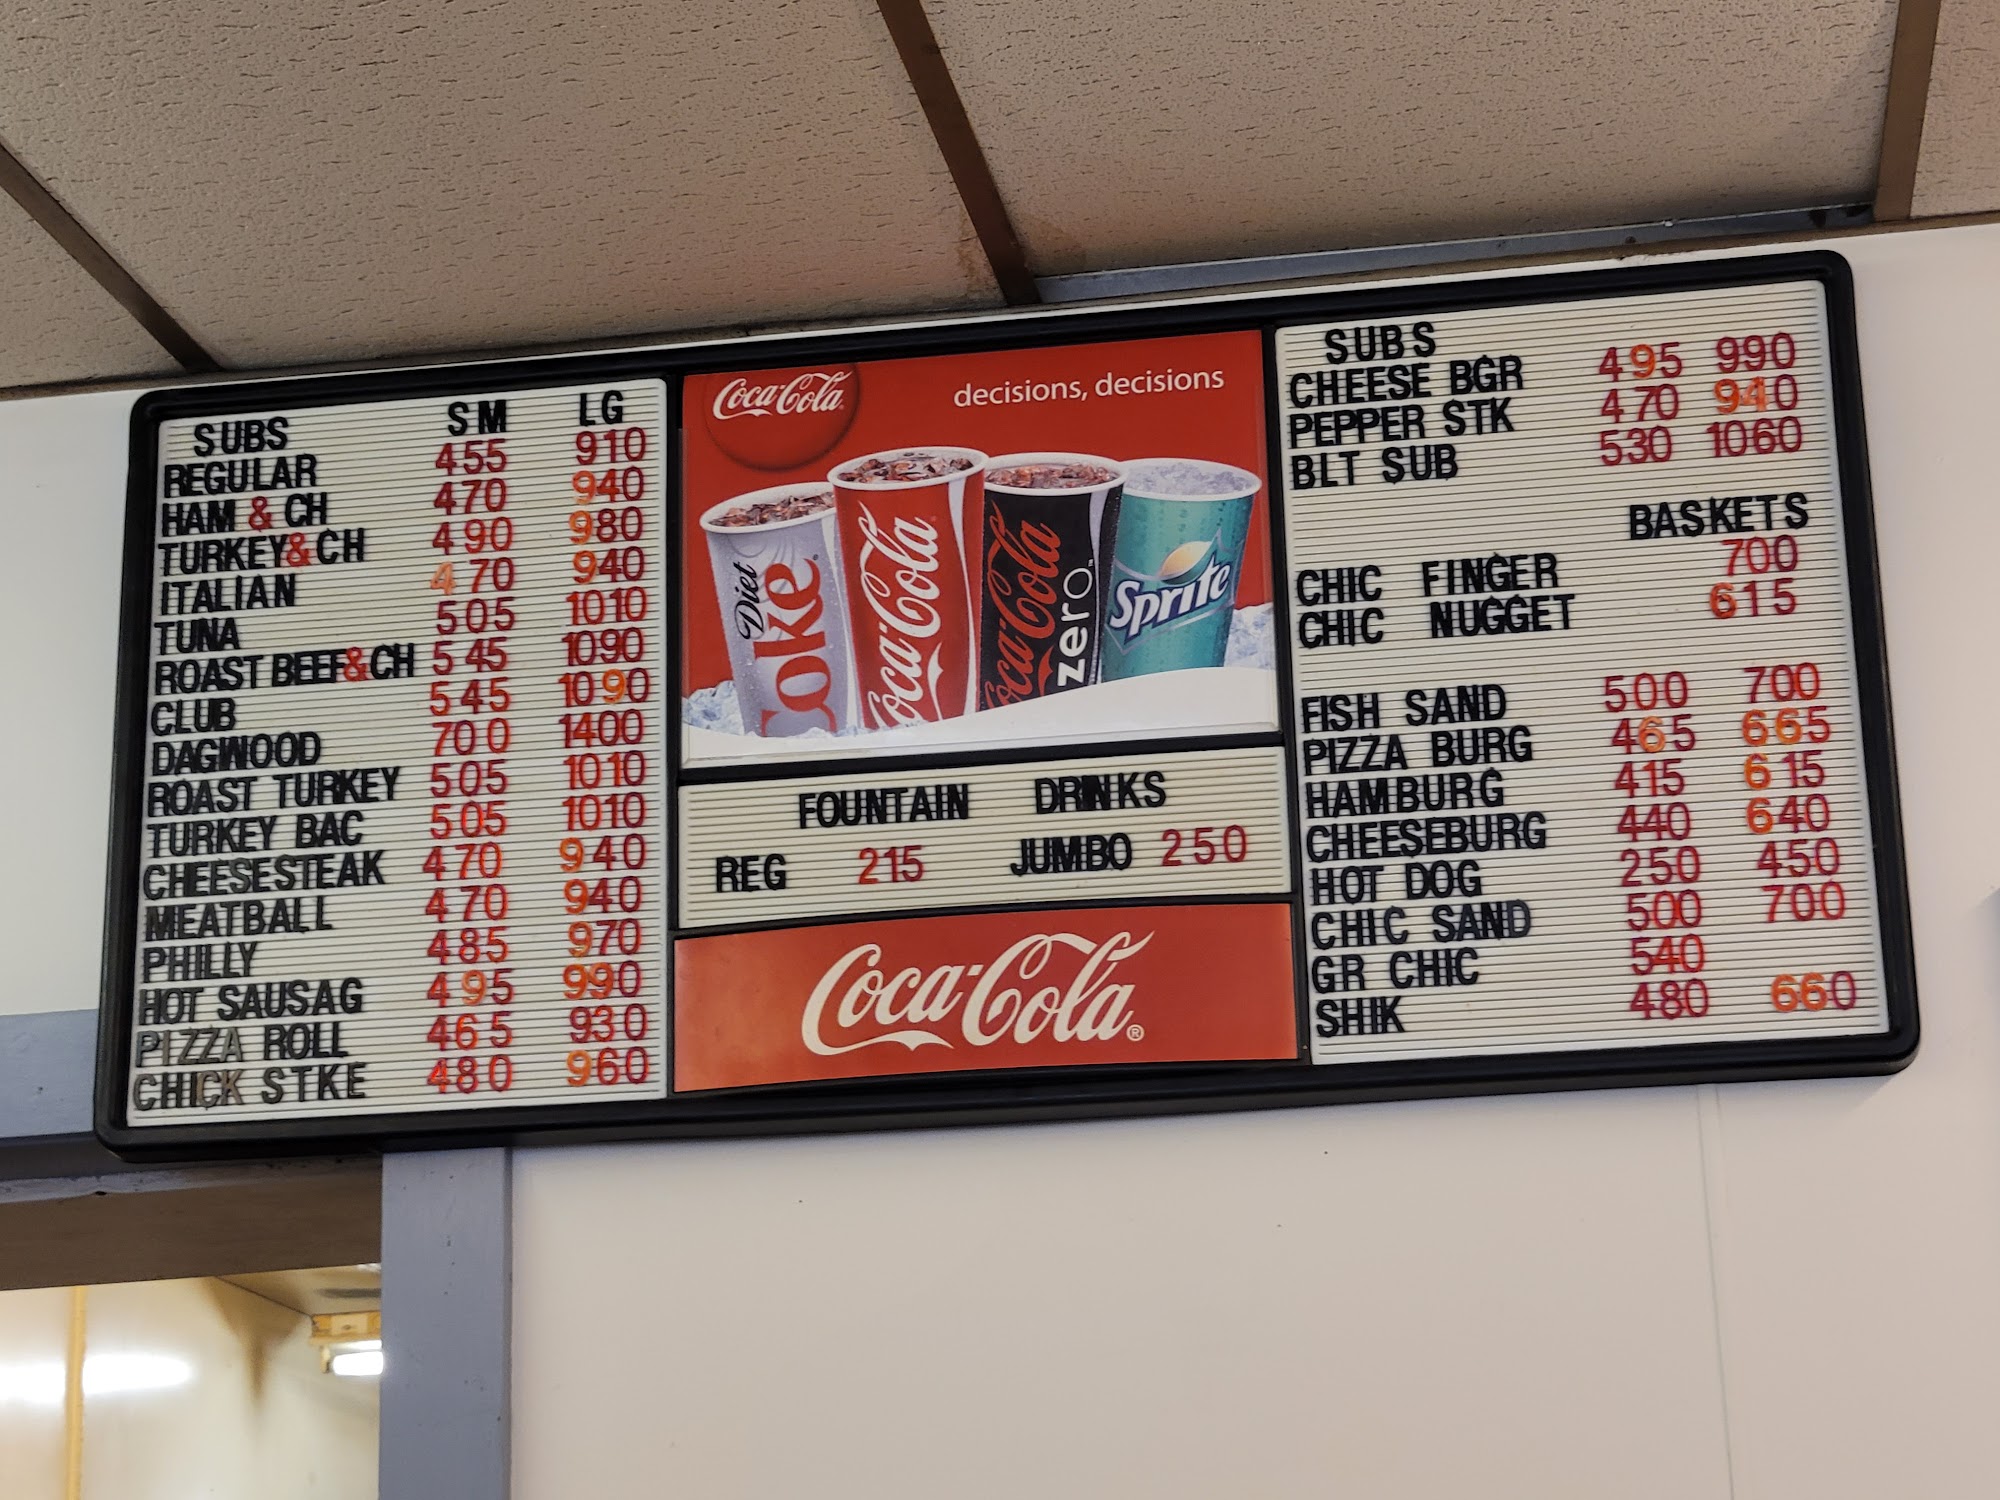 SUBS SM LG
REGULAR 455 910
HAM & CH 470 940
TURKEY & CH 490 980
ITALIAN 470 940
TUNA 505 1010
ROAST BEEF & CH 545 1090
CLUB 545 1090
DAGWOOD 700 1400
ROAST TURKEY 505 1010
TURKEY BAC 505 1010
CHEESESTEAK 470 940
MEATBALL 470 940
PHILLY 485 970
HOT SAUSAG 495 990
PIZZA ROLL 465 930
CHICK STKE 480 960
Coca-Cola
decisions, decisions
Diet Coke
Coca-Cola
Coca-Cola zero
Sprite
FOUNTAIN DRINKS
REG 215 JUMBO 250
Coca-Cola®
SUBS
CHEESE BGR 495 990
PEPPER STK 470 940
BLT SUB 530 1060
BASKETS
CHIC FINGER 700
CHIC NUGGET 615
FISH SAND 500 700
PIZZA BURG 465 665
HAMBURG 415 615
CHEESEBURG 440 640
HOT DOG 250 450
CHIC SAND 500 700
GR CHIC 540
SHIK 480 660